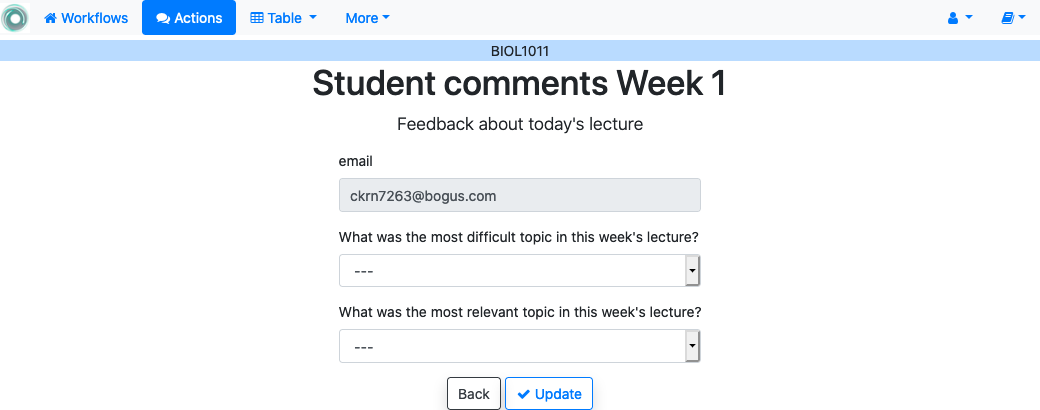 Workflows Actions Table More
BIOL1011
Student comments Week 1
Feedback about today's lecture
email
ckrn7263@bogus.com
What was the most difficult topic in this week's lecture?
---
What was the most relevant topic in this week's lecture?
---
Back Update